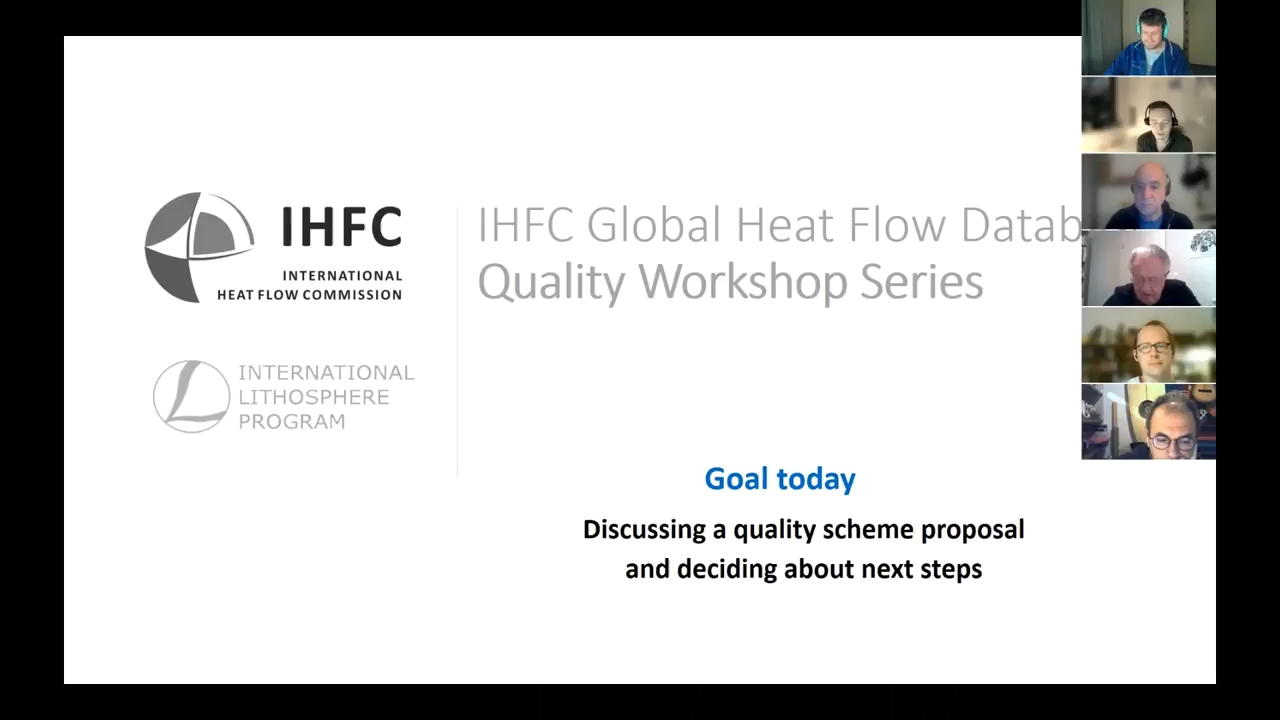 IHFC
INTERNATIONAL
HEAT FLOW COMMISSION
INTERNATIONAL
LITHOSPHERE
PROGRAM
IHFC Global Heat Flow Datab
Quality Workshop Series
Goal today
Discussing a quality scheme proposal
and deciding about next steps